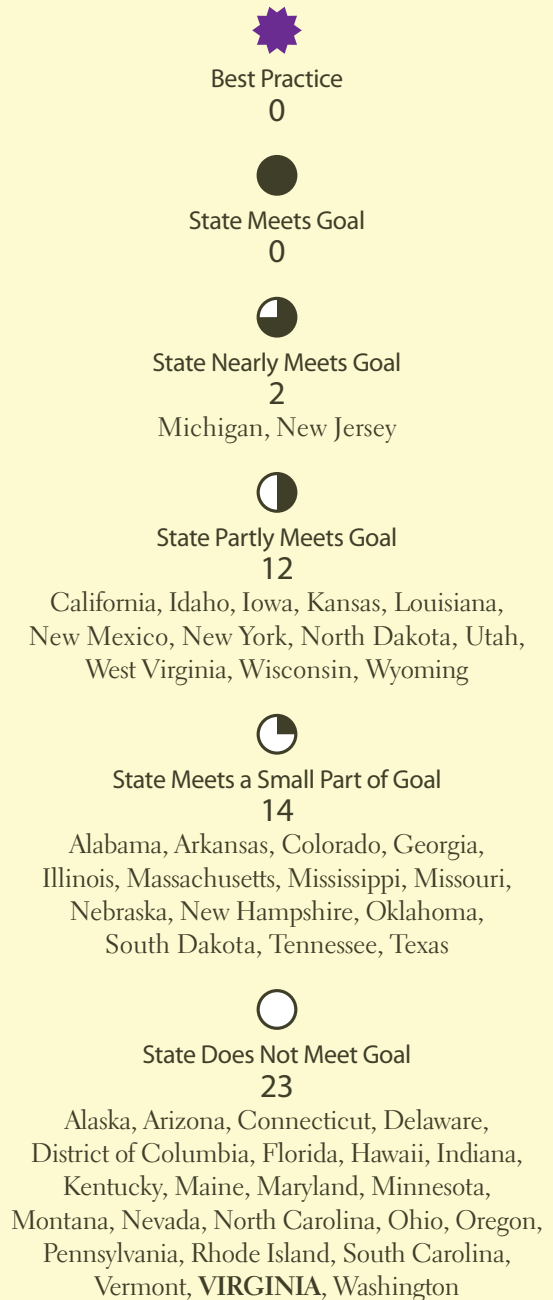 Best Practice
0
State Meets Goal
0
State Nearly Meets Goal
2
Michigan, New Jersey
State Partly Meets Goal
12
California, Idaho, Iowa, Kansas, Louisiana,
New Mexico, New York, North Dakota, Utah,
West Virginia, Wisconsin, Wyoming
State Meets a Small Part of Goal
14
Alabama, Arkansas, Colorado, Georgia,
Illinois, Massachusetts, Mississippi, Missouri,
Nebraska, New Hampshire, Oklahoma,
South Dakota, Tennessee, Texas
State Does Not Meet Goal
23
Alaska, Arizona, Connecticut, Delaware,
District of Columbia, Florida, Hawaii, Indiana,
Kentucky, Maine, Maryland, Minnesota,
Montana, Nevada, North Carolina, Ohio, Oregon,
Pennsylvania, Rhode Island, South Carolina,
Vermont, VIRGINIA, Washington